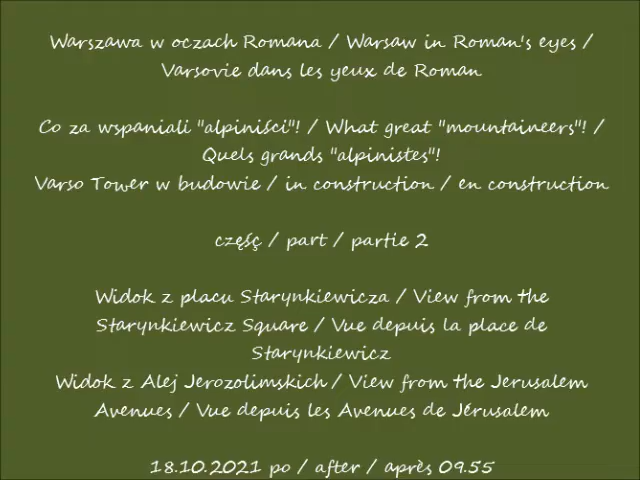 Warszawa w oczach Romana / Warsaw in Roman's eyes /
Varsovie dans les yeux de Roman
Co za wspaniali "alpiniści"! / What great "mountaineers"! /
Quels grands "alpinistes"!
Varso Tower w budowie / in construction / en construction
częśç / part / partie 2
Widok z placu Starynkiewicza / View from the
Starynkiewicz Square / Vue depuis la place de
Starynkiewicz
Widok z Alej Jerozolimskich / View from the Jerusalem
Avenues / Vue depuis les Avenues de Jérusalem
18.10.2021 po / after / après 09.55